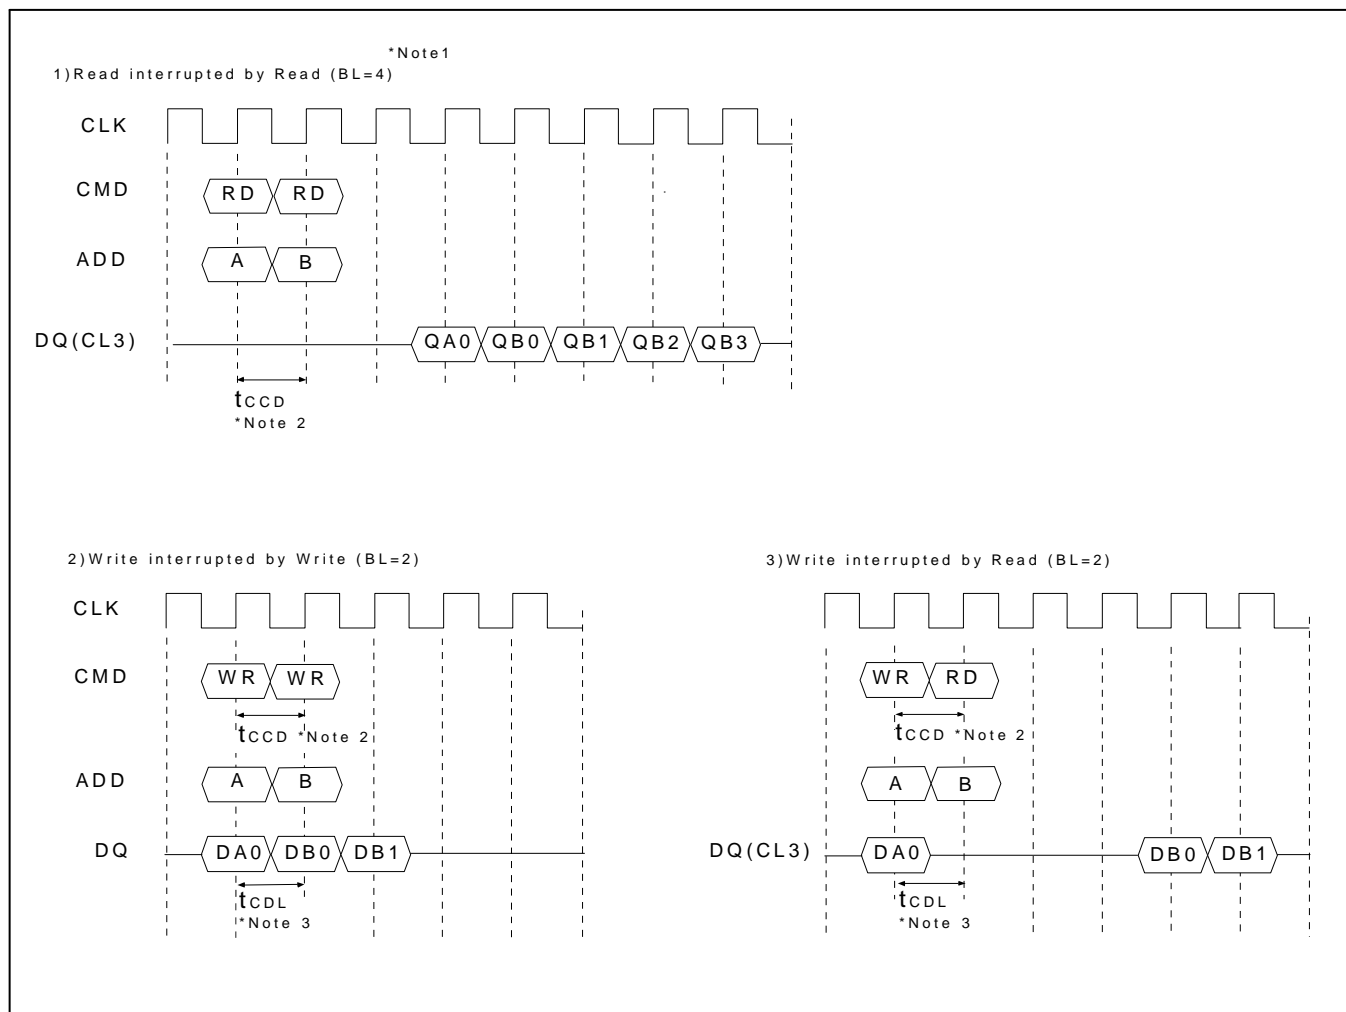 *Note1
1)Read interrupted by Read (BL=4)
CLK
CMD RD RD
ADD A B
DQ(CL3) QA0 QB0 QB1 QB2 QB3
tCCD
*Note 2
2)Write interrupted by Write (BL=2)
CLK
CMD WR WR
tCCD *Note 2
ADD A B
DQ DA0 DB0 DB1
tCDL
*Note 3
3)Write interrupted by Read (BL=2)
WR RD
tCCD *Note 2
A B
DQ(CL3) DA0 DB0 DB1
tCDL
*Note 3